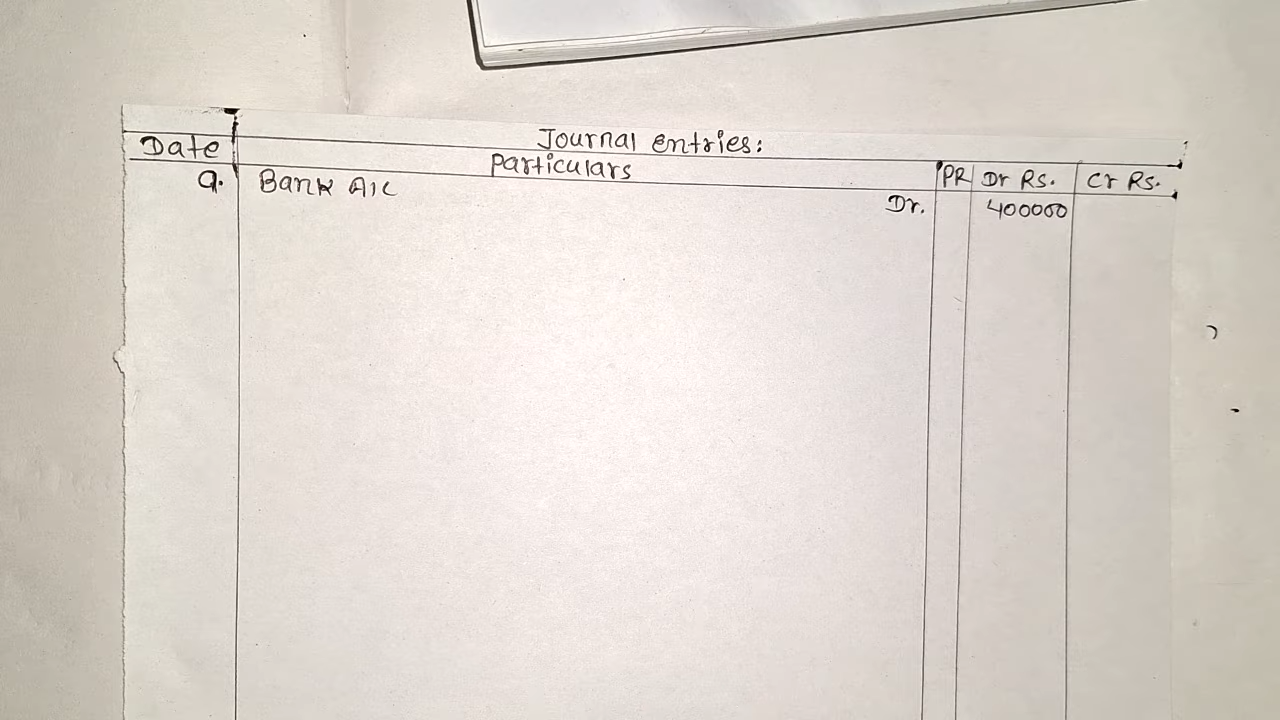 Journal entries:
Date Particulars PR Dr Rs. Cr Rs.
a. Bank A/C
Dr. 400000